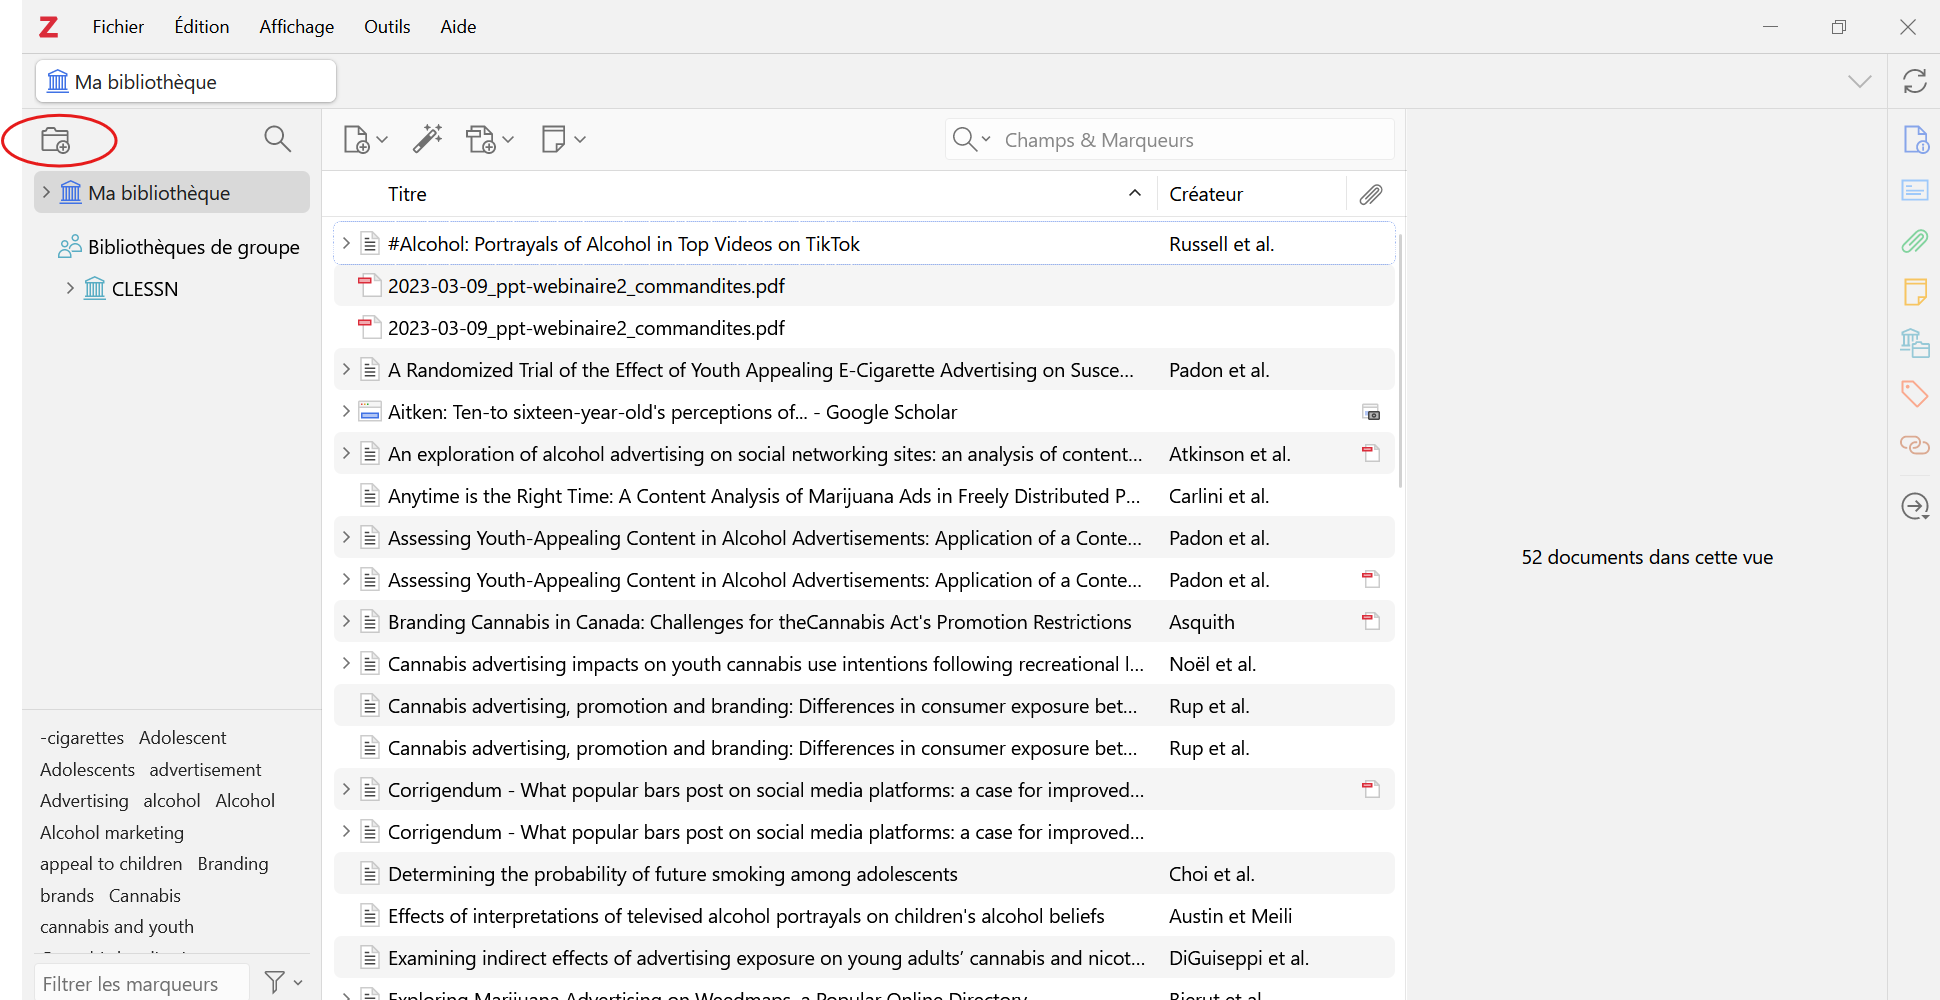 Z Fichier Édition Affichage Outils Aide
Ma bibliothèque
Champs & Marqueurs
Ma bibliothèque
Bibliothèques de groupe
CLESSN
Titre Créateur
#Alcohol: Portrayals of Alcohol in Top Videos on TikTok Russell et al.
2023-03-09_ppt-webinaire2_commandites.pdf
2023-03-09_ppt-webinaire2_commandites.pdf
A Randomized Trial of the Effect of Youth Appealing E-Cigarette Advertising on Susce... Padon et al.
Aitken: Ten-to sixteen-year-old's perceptions of... - Google Scholar
An exploration of alcohol advertising on social networking sites: an analysis of content... Atkinson et al.
Anytime is the Right Time: A Content Analysis of Marijuana Ads in Freely Distributed P... Carlini et al.
Assessing Youth-Appealing Content in Alcohol Advertisements: Application of a Conte... Padon et al.
Assessing Youth-Appealing Content in Alcohol Advertisements: Application of a Conte... Padon et al.
Branding Cannabis in Canada: Challenges for theCannabis Act's Promotion Restrictions Asquith
Cannabis advertising impacts on youth cannabis use intentions following recreational l... Noël et al.
Cannabis advertising, promotion and branding: Differences in consumer exposure bet... Rup et al.
Cannabis advertising, promotion and branding: Differences in consumer exposure bet... Rup et al.
Corrigendum - What popular bars post on social media platforms: a case for improved...
Corrigendum - What popular bars post on social media platforms: a case for improved...
Determining the probability of future smoking among adolescents Choi et al.
Effects of interpretations of televised alcohol portrayals on children's alcohol beliefs Austin et Meili
Examining indirect effects of advertising exposure on young adults’ cannabis and nicot... DiGuiseppi et al.
Exploring Marijuana Advertising on Weedmaps, a Popular Online Directory Bierut et al.
52 documents dans cette vue
-cigarettes Adolescent
Adolescents advertisement
Advertising alcohol Alcohol
Alcohol marketing
appeal to children Branding
brands Cannabis
cannabis and youth
Filtrer les marqueurs